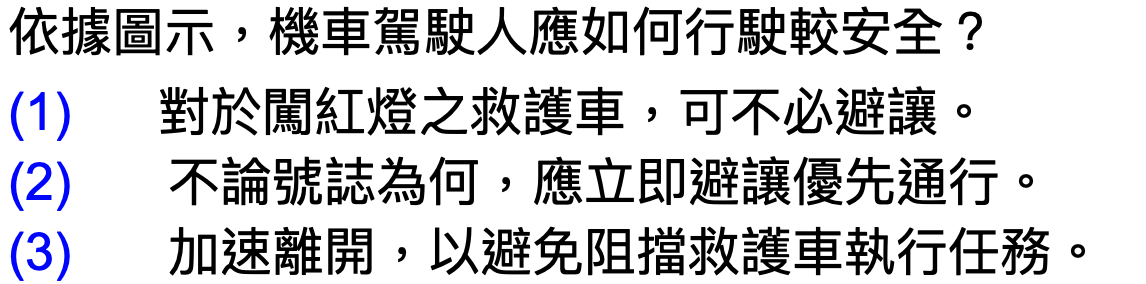 依據圖示，機車駕駛人應如何行駛較安全？
(1) 對於闖紅燈之救護車，可不必避讓。
(2) 不論號誌為何，應立即避讓優先通行。
(3) 加速離開，以避免阻擋救護車執行任務。